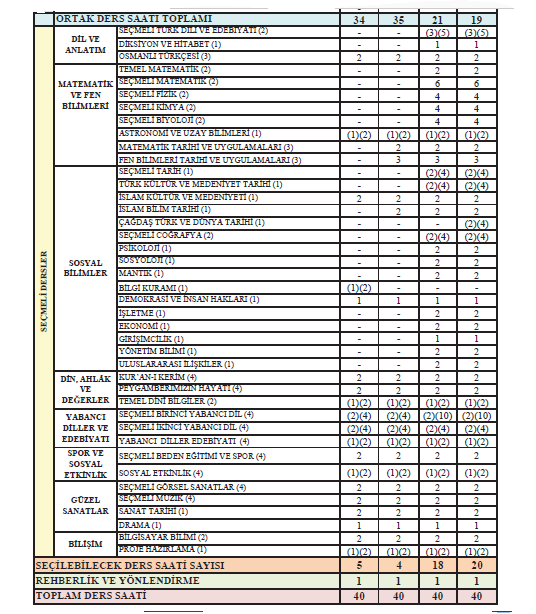 ORTAK DERS SAATİ TOPLAMI 34 35 21 19
SEÇMELİ DERSLER
DİL VE ANLATIM
SEÇMELİ TÜRK DİLİ VE EDEBİYATI (2) - - (3)(5) (3)(5)
DİKSİYON VE HİTABET (1) - - 1 1
OSMANLI TÜRKÇESİ (3) 2 2 2 2
MATEMATİK VE FEN BİLİMLERİ
TEMEL MATEMATİK (2) - - 2 2
SEÇMELİ MATEMATİK (2) - - 6 6
SEÇMELİ FİZİK (2) - - 4 4
SEÇMELİ KİMYA (2) - - 4 4
SEÇMELİ BİYOLOJİ (2) - - 4 4
ASTRONOMİ VE UZAY BİLİMLERİ (1) (1)(2) (1)(2) (1)(2) (1)(2)
MATEMATİK TARİHİ VE UYGULAMALARI (3) - 2 2 2
FEN BİLİMLERİ TARİHİ VE UYGULAMALARI (3) - 3 3 3
SOSYAL BİLİMLER
SEÇMELİ TARİH (1) - - (2)(4) (2)(4)
TÜRK KÜLTÜR VE MEDENİYET TARİHİ (1) - - (2)(4) (2)(4)
İSLAM KÜLTÜR VE MEDENİYETİ (1) 2 2 2 2
İSLAM BİLİM TARİHİ (1) - 2 2 2
ÇAĞDAŞ TÜRK VE DÜNYA TARİHİ (1) - - - (2)(4)
SEÇMELİ COĞRAFYA (2) - - (2)(4) (2)(4)
PSİKOLOJİ (1) - - 2 2
SOSYOLOJİ (1) - - 2 2
MANTIK (1) - - 2 2
BİLGİ KURAMI (1) (1)(2) - - -
DEMOKRASİ VE İNSAN HAKLARI (1) 1 1 1 1
İŞLETME (1) - - 2 2
EKONOMİ (1) - - 2 2
GİRİŞİMCİLİK (1) - - 1 1
YÖNETİM BİLİMİ (1) - - 2 2
ULUSLARARASI İLİŞKİLER (1) - - 2 2
DİN, AHLÂK VE DEĞERLER
KUR'AN-I KERİM (4) 2 2 2 2
PEYGAMBERİMİZİN HAYATI (4) 2 2 2 2
TEMEL DİNİ BİLGİLER (2) (1)(2) (1)(2) (1)(2) (1)(2)
YABANCI DİLLER VE EDEBİYATI
SEÇMELİ BİRİNCİ YABANCI DİL (4) (2)(4) (2)(4) (2)(10) (2)(10)
SEÇMELİ İKİNCİ YABANCI DİL (4) (2)(4) (2)(4) (2)(4) (2)(4)
YABANCI DİLLER EDEBİYATI (4) (1)(2) (1)(2) (1)(2) (1)(2)
SPOR VE SOSYAL ETKİNLİK
SEÇMELİ BEDEN EĞİTİMİ VE SPOR (4) 2 2 2 2
SOSYAL ETKİNLİK (4) (1)(2) (1)(2) (1)(2) (1)(2)
GÜZEL SANATLAR
SEÇMELİ GÖRSEL SANATLAR (4) 2 2 2 2
SEÇMELİ MÜZİK (4) 2 2 2 2
SANAT TARİHİ (1) 2 2 2 2
DRAMA (1) 1 1 1 1
BİLİŞİM
BİLGİSAYAR BİLİMİ (2) 2 2 2 2
PROJE HAZIRLAMA (1) (1)(2) (1)(2) (1)(2) (1)(2)
SEÇİLEBİLECEK DERS SAATİ SAYISI 5 4 18 20
REHBERLİK VE YÖNLENDİRME 1 1 1 1
TOPLAM DERS SAATİ 40 40 40 40